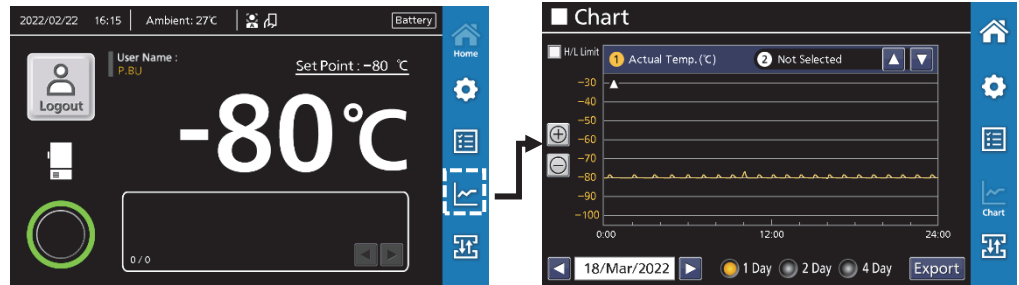 2022/02/22 16:15 Ambient: 27℃ Battery
Home
User Name :
P.BU
Set Point : -80 ℃
Logout
-80℃
0 / 0
Chart
H/L Limit
1 Actual Temp. (℃) 2 Not Selected
-30
-40
-50
-60
-70
-80
-90
-100
0:00 12:00 24:00
Chart
18/Mar/2022 1 Day 2 Day 4 Day Export